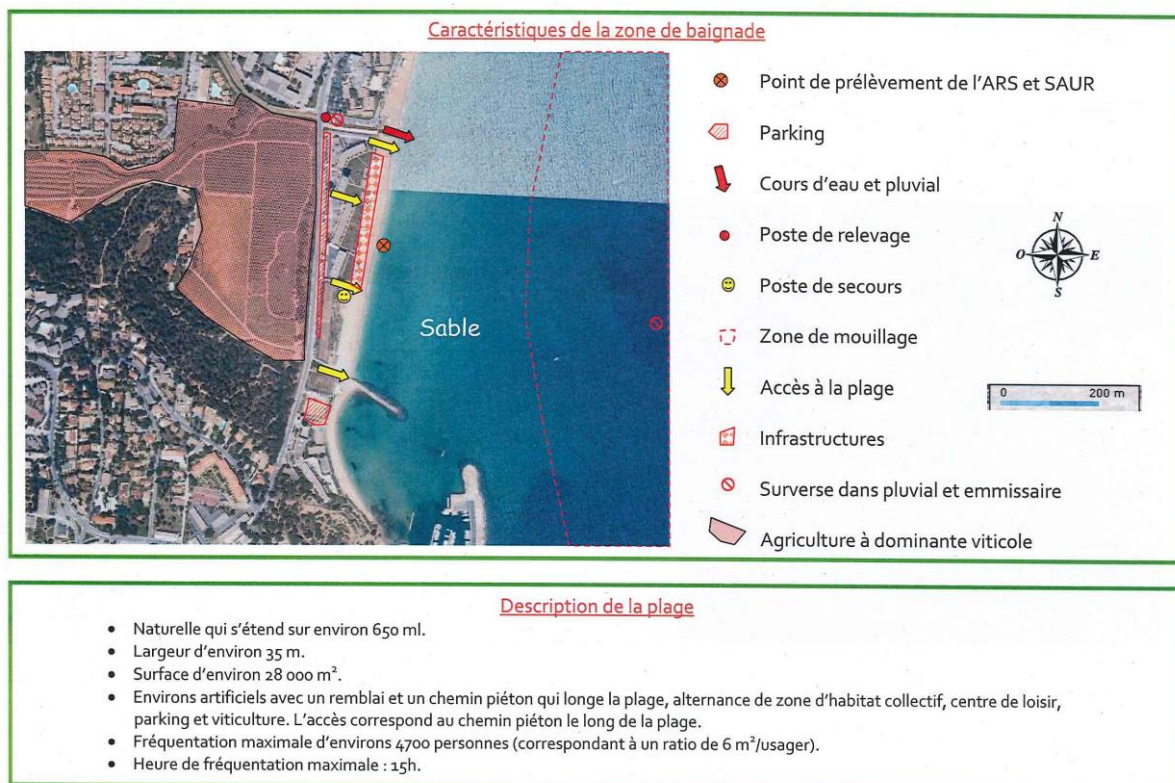 Caractéristiques de la zone de baignade
Sable
Point de prélèvement de l'ARS et SAUR
Parking
Cours d'eau et pluvial
Poste de relevage
Poste de secours
Zone de mouillage
Accès à la plage
Infrastructures
Surverse dans pluvial et emmissaire
Agriculture à dominante viticole
N
O E
S
0 200 m
Description de la plage
• Naturelle qui s'étend sur environ 650 ml.
• Largeur d'environ 35 m.
• Surface d'environ 28 000 m².
• Environs artificiels avec un remblai et un chemin piéton qui longe la plage, alternance de zone d'habitat collectif, centre de loisir,
parking et viticulture. L'accès correspond au chemin piéton le long de la plage.
• Fréquentation maximale d'environs 4700 personnes (correspondant à un ratio de 6 m²/usager).
• Heure de fréquentation maximale : 15h.